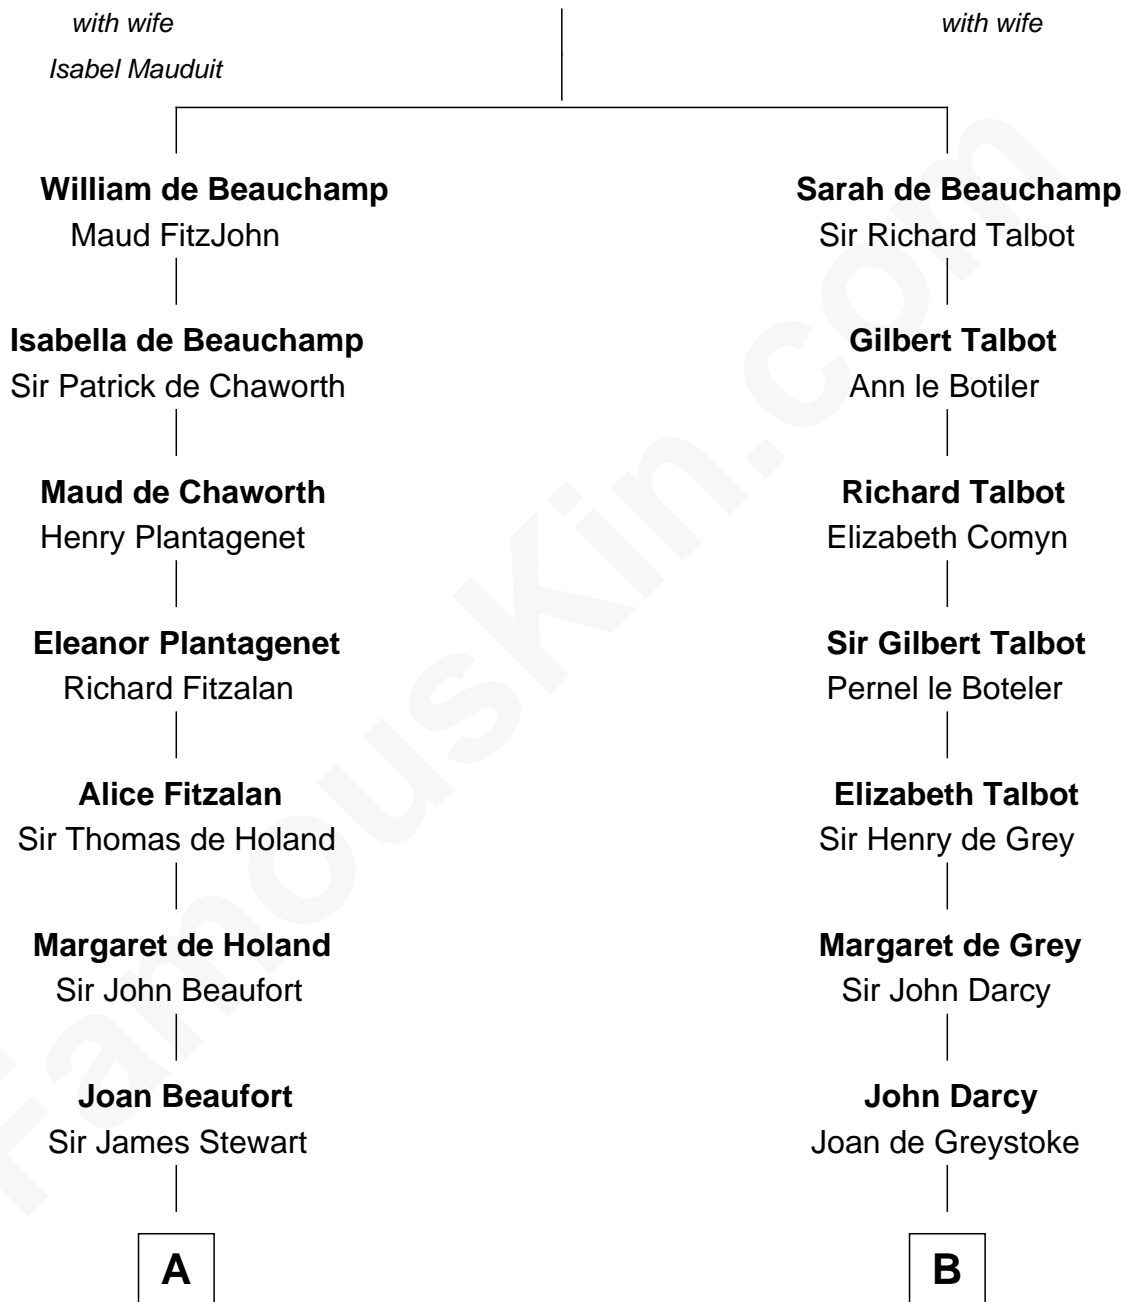 with wife
Isabel Mauduit
with wife
William de Beauchamp
Maud FitzJohn
Sarah de Beauchamp
Sir Richard Talbot
Isabella de Beauchamp
Sir Patrick de Chaworth
Gilbert Talbot
Ann le Botiler
Maud de Chaworth
Henry Plantagenet
Richard Talbot
Elizabeth Comyn
Eleanor Plantagenet
Richard Fitzalan
Sir Gilbert Talbot
Pernel le Boteler
Alice Fitzalan
Sir Thomas de Holand
Elizabeth Talbot
Sir Henry de Grey
Margaret de Holand
Sir John Beaufort
Margaret de Grey
Sir John Darcy
Joan Beaufort
Sir James Stewart
John Darcy
Joan de Greystoke
A
B
FamousKin.com